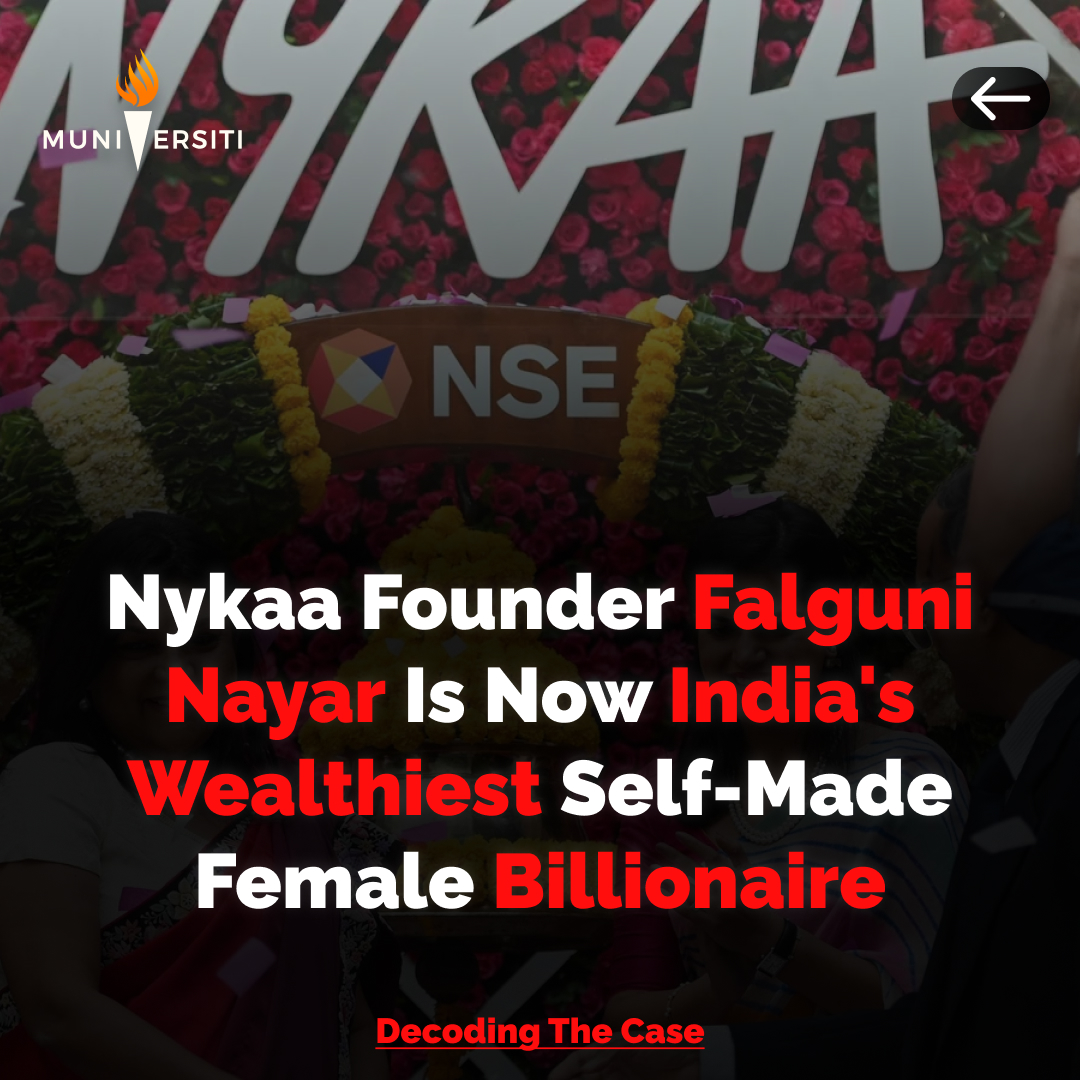 NYKAA
MUNIVERSITI
NSE
Nykaa Founder Falguni
Nayar Is Now India's
Wealthiest Self-Made
Female Billionaire
Decoding The Case